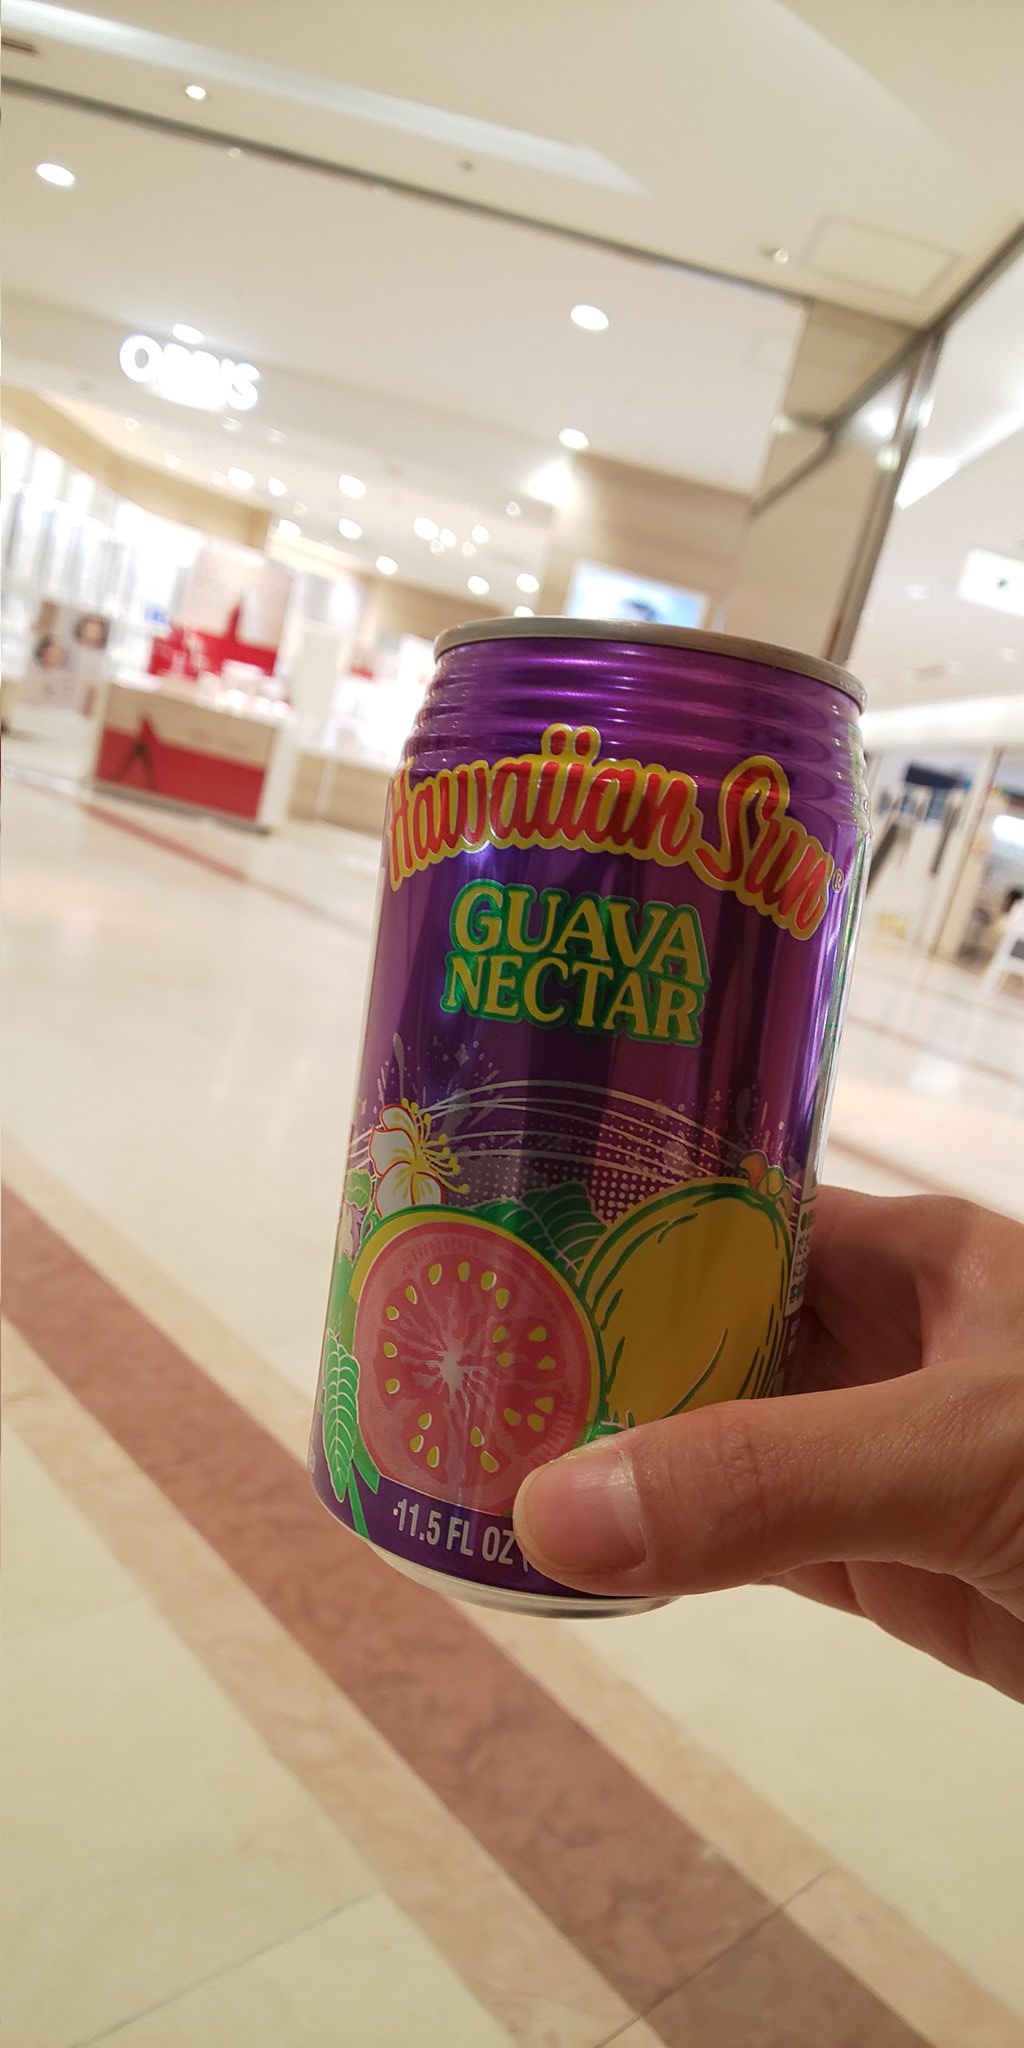 ORBIS
Hawaiian Sun®
GUAVA
NECTAR
11.5 FL OZ (